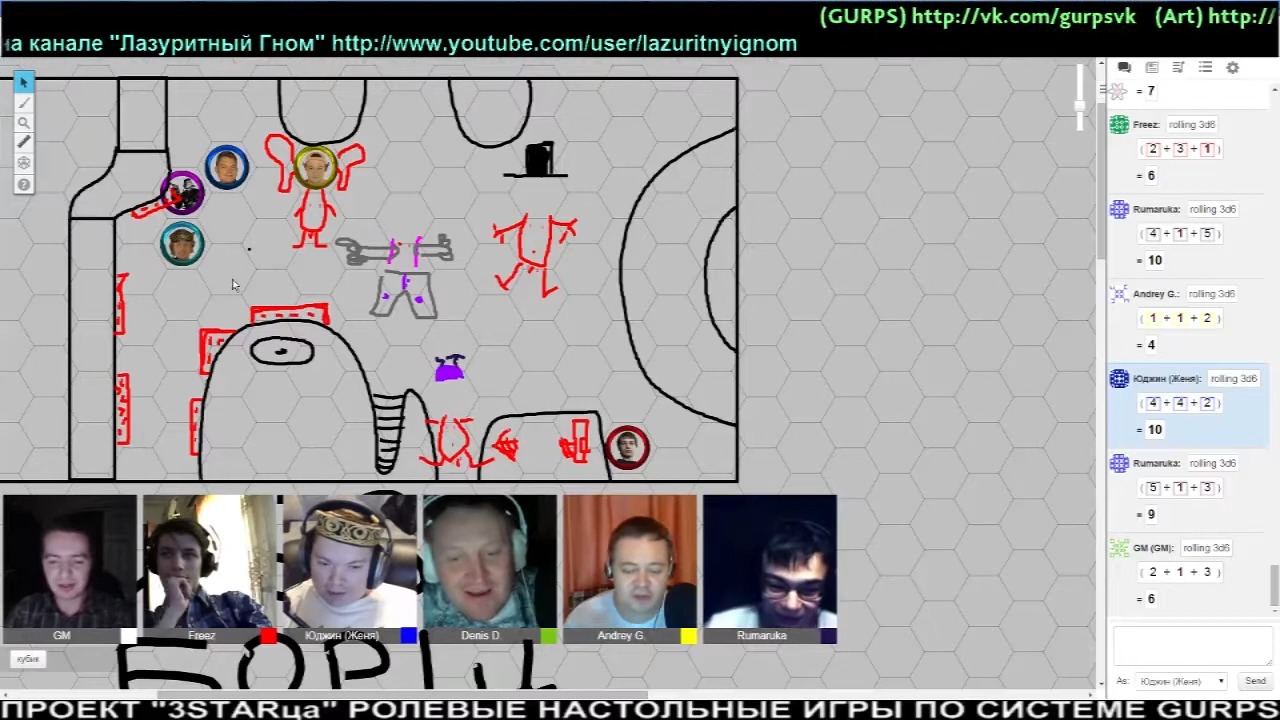 (GURPS) http://vk.com/gurpsvk (Art) http://
на канале "Лазуритный Гном" http://www.youtube.com/user/lazuritnyignom
= 7
Freez: rolling 3d6
( 2 + 3 + 1 )
= 6
Rumaruka: rolling 3d6
( 4 + 1 + 5 )
= 10
Andrey G.: rolling 3d6
( 1 + 1 + 2 )
= 4
Юджин (Женя): rolling 3d6
( 4 + 4 + 2 )
= 10
Rumaruka: rolling 3d6
( 5 + 1 + 3 )
= 9
GM (GM): rolling 3d6
( 2 + 1 + 3 )
= 6
GM Freez Юджин (Женя) Denis D. Andrey G. Rumaruka
кубик
БОРЦ
As: Юджин (Женя) Send
ПРОЕКТ "3STARца" РОЛЕВЫЕ НАСТОЛЬНЫЕ ИГРЫ ПО СИСТЕМЕ GURPS